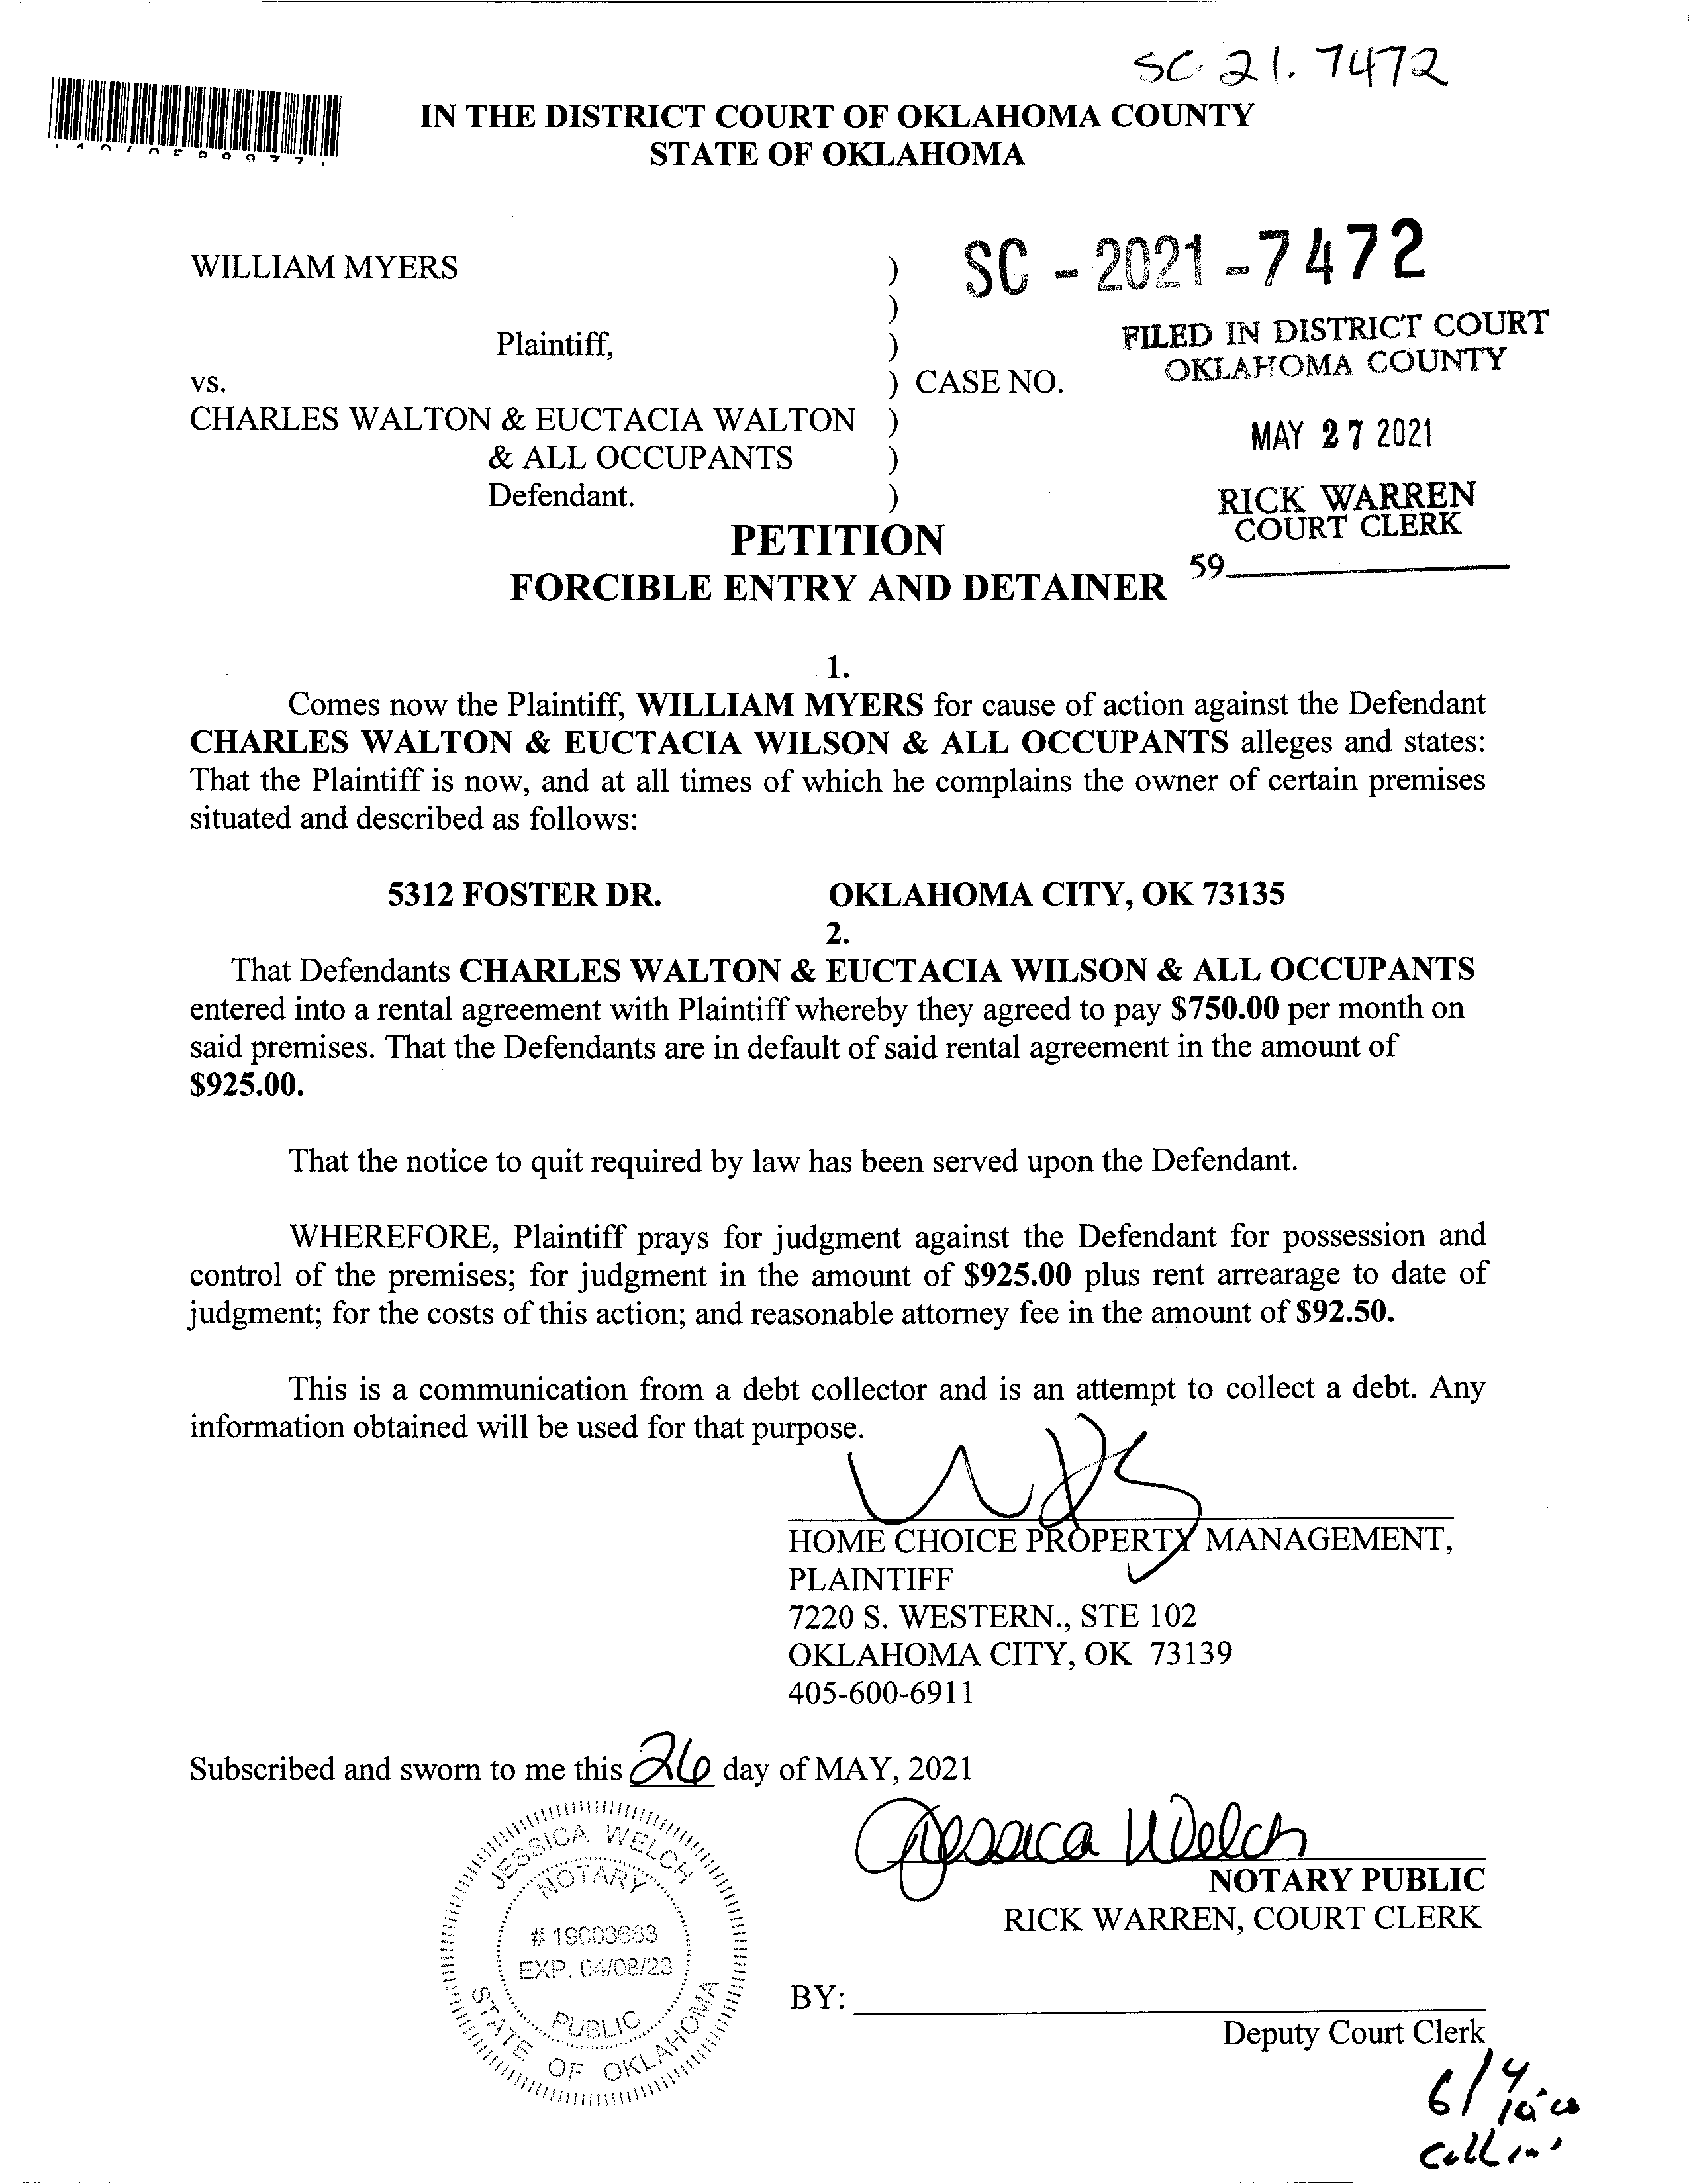 SC. 21. 7472
IN THE DISTRICT COURT OF OKLAHOMA COUNTY
STATE OF OKLAHOMA
WILLIAM MYERS )
SC - 2021 - 7472
)
Plaintiff, )
FILED IN DISTRICT COURT
OKLAHOMA COUNTY
vs. ) CASE NO.
CHARLES WALTON & EUCTACIA WALTON )
MAY 27 2021
& ALL OCCUPANTS )
Defendant. )
RICK WARREN
COURT CLERK
59
PETITION
FORCIBLE ENTRY AND DETAINER
1.
Comes now the Plaintiff, WILLIAM MYERS for cause of action against the Defendant
CHARLES WALTON & EUCTACIA WILSON & ALL OCCUPANTS alleges and states:
That the Plaintiff is now, and at all times of which he complains the owner of certain premises
situated and described as follows:
5312 FOSTER DR. OKLAHOMA CITY, OK 73135
2.
That Defendants CHARLES WALTON & EUCTACIA WILSON & ALL OCCUPANTS
entered into a rental agreement with Plaintiff whereby they agreed to pay $750.00 per month on
said premises. That the Defendants are in default of said rental agreement in the amount of
$925.00.
That the notice to quit required by law has been served upon the Defendant.
WHEREFORE, Plaintiff prays for judgment against the Defendant for possession and
control of the premises; for judgment in the amount of $925.00 plus rent arrearage to date of
judgment; for the costs of this action; and reasonable attorney fee in the amount of $92.50.
This is a communication from a debt collector and is an attempt to collect a debt. Any
information obtained will be used for that purpose.
HOME CHOICE PROPERTY MANAGEMENT,
PLAINTIFF
7220 S. WESTERN., STE 102
OKLAHOMA CITY, OK 73139
405-600-6911
Subscribed and sworn to me this 26 day of MAY, 2021
Jessica Welch
NOTARY PUBLIC
RICK WARREN, COURT CLERK
JESSICA WELCH
NOTARY
# 19003663
EXP. 04/08/23
PUBLIC
STATE OF OKLAHOMA
BY:
Deputy Court Clerk
6/4
Collins